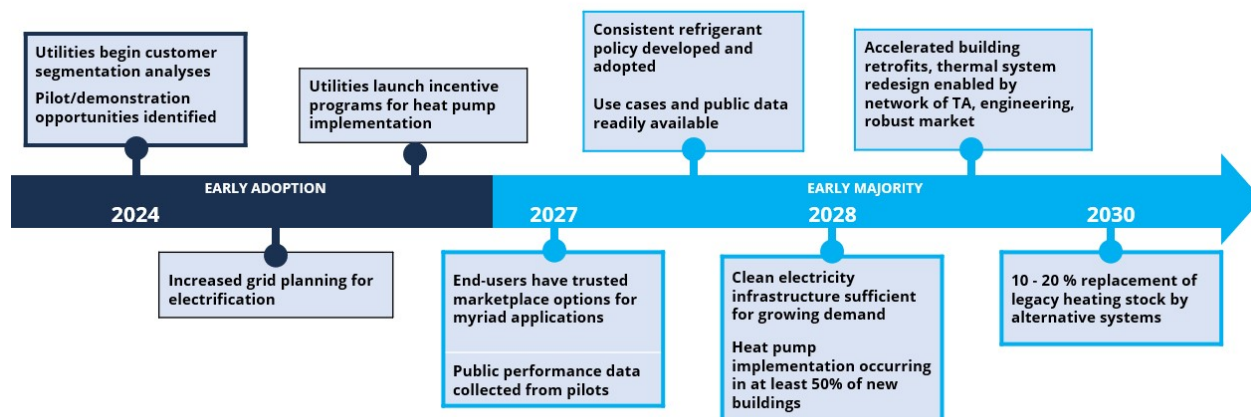 Utilities begin customer
segmentation analyses
Pilot/demonstration
opportunities identified
Utilities launch incentive
programs for heat pump
implementation
Consistent refrigerant
policy developed and
adopted
Use cases and public data
readily available
Accelerated building
retrofits, thermal system
redesign enabled by
network of TA, engineering,
robust market
EARLY ADOPTION
EARLY MAJORITY
2024
2027
2028
2030
Increased grid planning for
electrification
End-users have trusted
marketplace options for
myriad applications
Public performance data
collected from pilots
Clean electricity
infrastructure sufficient
for growing demand
Heat pump
implementation occurring
in at least 50% of new
buildings
10 - 20 % replacement of
legacy heating stock by
alternative systems